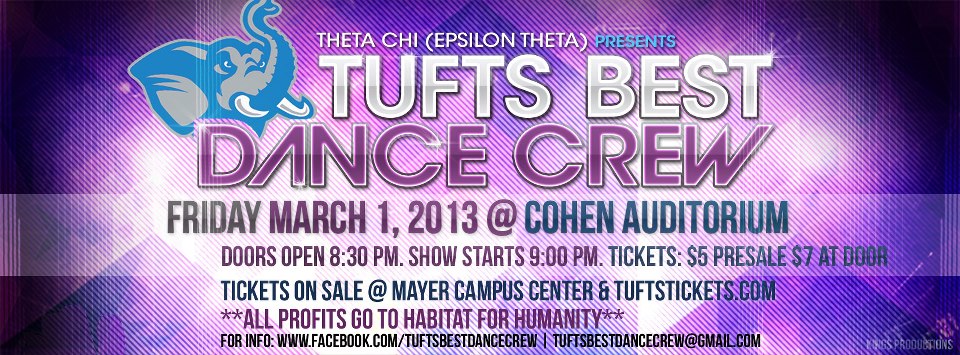 THETA CHI (EPSILON THETA) PRESENTS
TUFTS BEST
DANCE CREW
FRIDAY MARCH 1, 2013 @ COHEN AUDITORIUM
DOORS OPEN 8:30 PM. SHOW STARTS 9:00 PM. TICKETS: $5 PRESALE $7 AT DOOR
TICKETS ON SALE @ MAYER CAMPUS CENTER & TUFTSTICKETS.COM
**ALL PROFITS GO TO HABITAT FOR HUMANITY**
FOR INFO: WWW.FACEBOOK.COM/TUFTSBESTDANCECREW | TUFTSBESTDANCECREW@GMAIL.COM
KINGS PRODUCTIONS